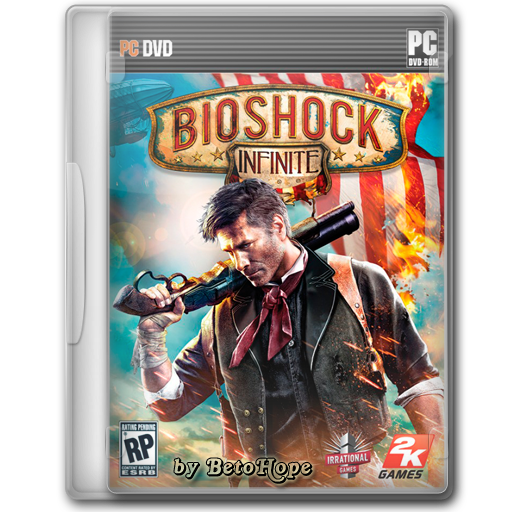 PC DVD
PC
DVD-ROM
BIOSHOCK
INFINITE
RATING PENDING
RP
CONTENT RATED BY
ESRB
by BetoHope
1
IRRATIONAL
GAMES
2K
GAMES